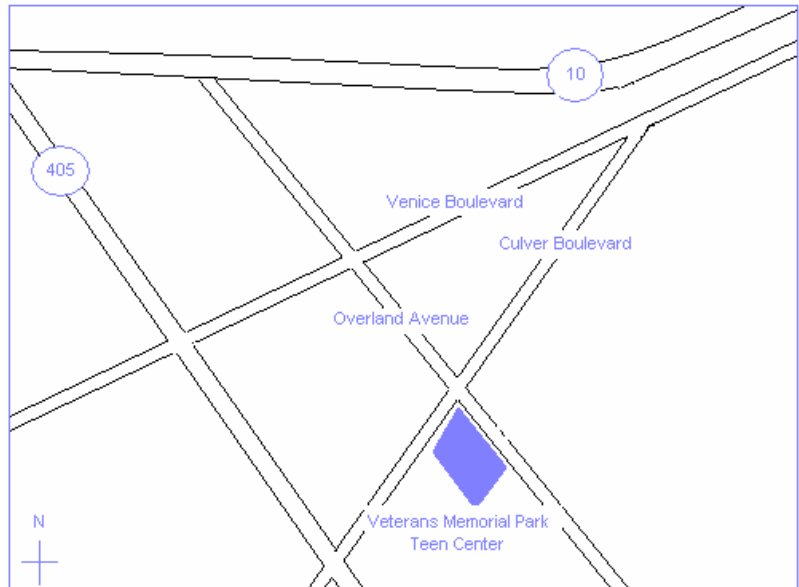 10
405
Venice Boulevard
Culver Boulevard
Overland Avenue
N
Veterans Memorial Park
Teen Center